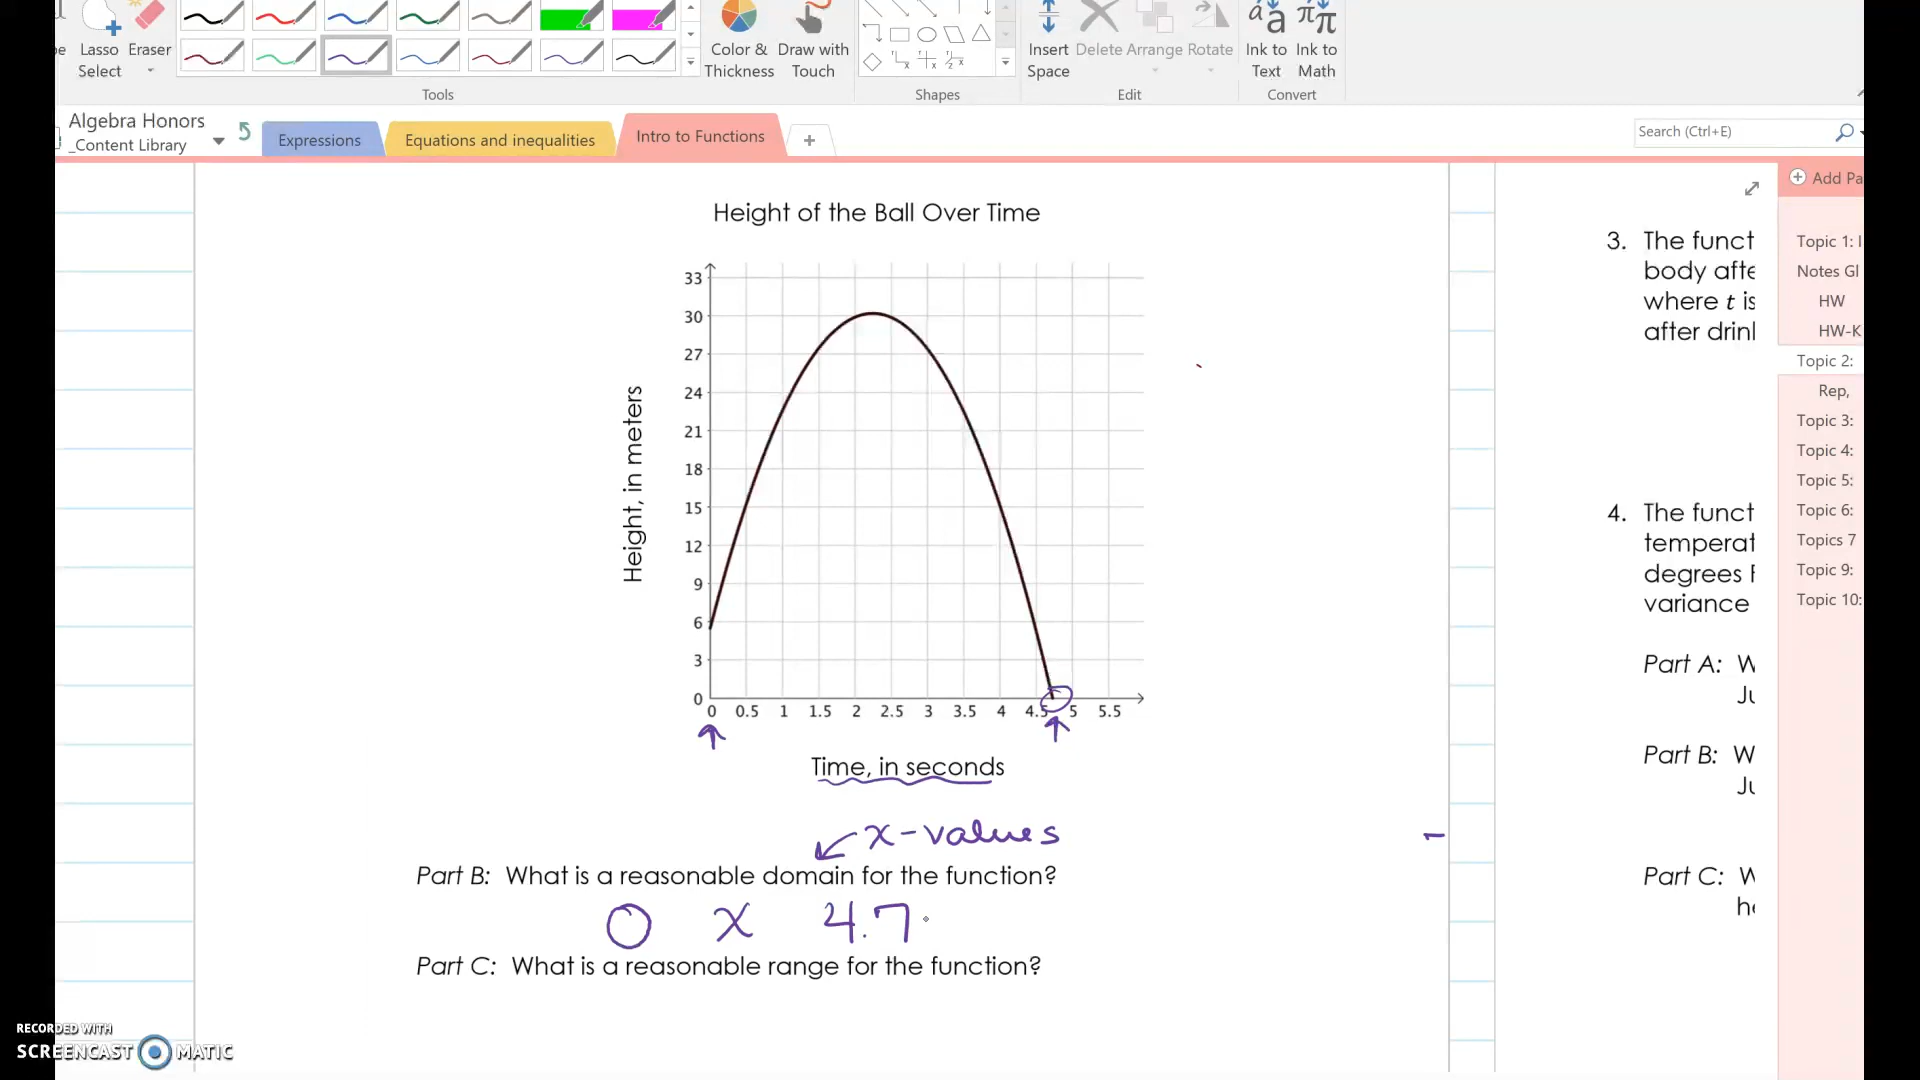 Lasso Select
Eraser
Color & Thickness
Draw with Touch
Insert Space
Delete
Arrange
Rotate
Ink to Text
Ink to Math
Tools
Shapes
Edit
Convert
Algebra Honors
_Content Library
Expressions
Equations and inequalities
Intro to Functions
+
Search (Ctrl+E)
Add Pa
Height of the Ball Over Time
33
30
27
24
21
18
15
12
9
6
3
0
Height, in meters
0 0.5 1 1.5 2 2.5 3 3.5 4 4.5 5 5.5
Time, in seconds
x-values
Part B: What is a reasonable domain for the function?
0 x 4.7
Part C: What is a reasonable range for the function?
3. The funct
body afte
where t is
after drinl
4. The funct
temperat
degrees F
variance
Part A: W
Ju
Part B: W
Ju
Part C: W
he
Topic 1: I
Notes Gl
HW
HW-K
Topic 2:
Rep,
Topic 3:
Topic 4:
Topic 5:
Topic 6:
Topics 7
Topic 9:
Topic 10:
RECORDED WITH
SCREENCAST MATIC